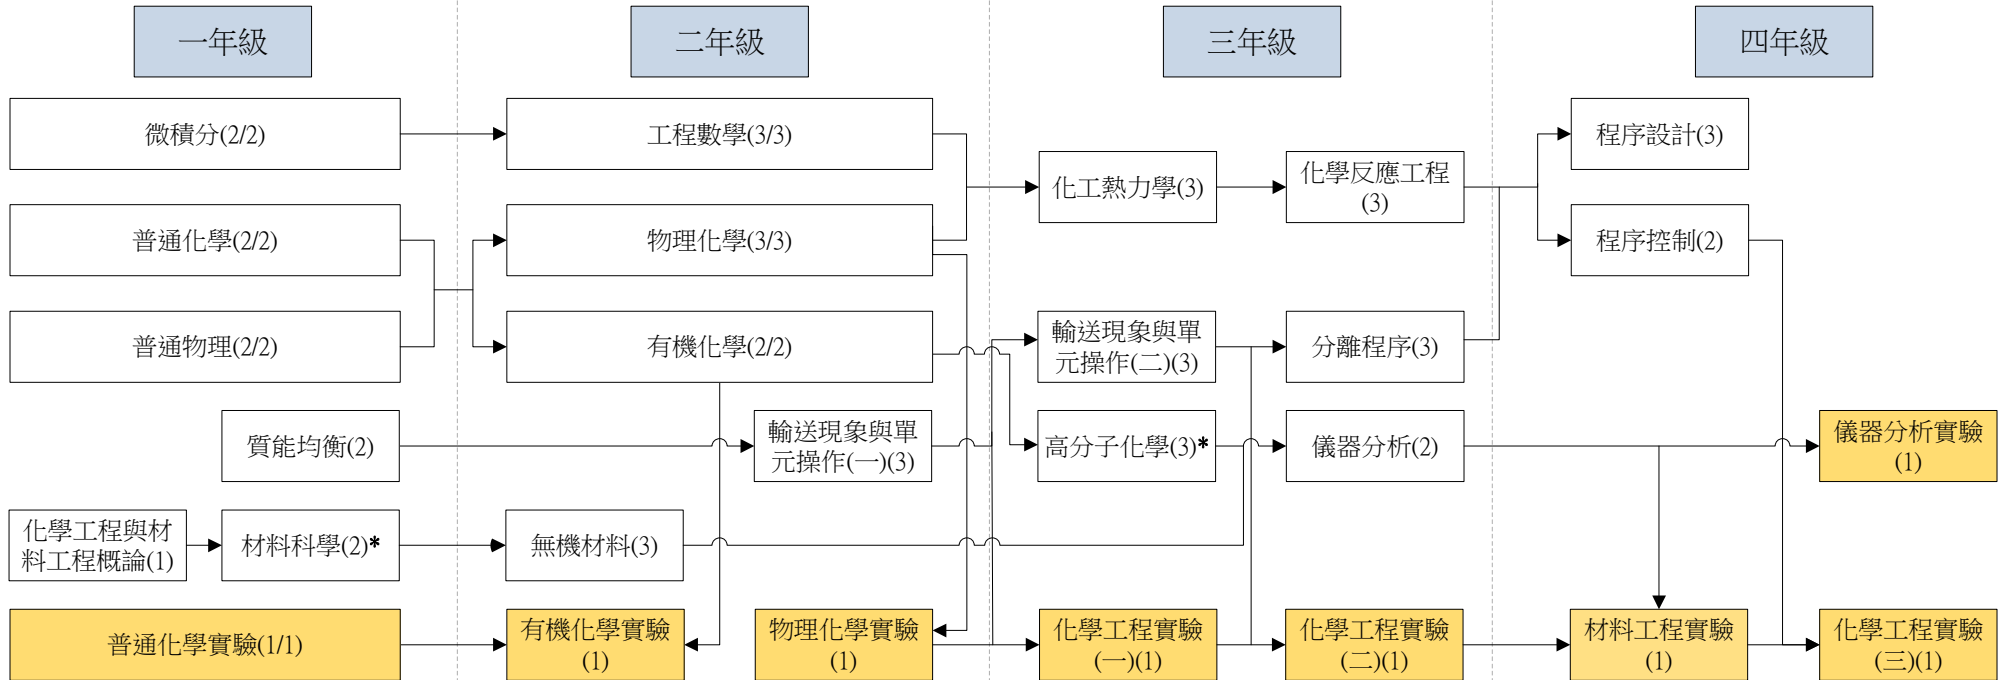 一年級
二年級
三年級
四年級
微積分(2/2)
工程數學(3/3)
程序設計(3)
化工熱力學(3)
化學反應工程
(3)
普通化學(2/2)
物理化學(3/3)
程序控制(2)
普通物理(2/2)
有機化學(2/2)
輸送現象與單
元操作(二)(3)
分離程序(3)
質能均衡(2)
輸送現象與單
元操作(一)(3)
高分子化學(3)*
儀器分析(2)
儀器分析實驗
(1)
化學工程與材
料工程概論(1)
材料科學(2)*
無機材料(3)
普通化學實驗(1/1)
有機化學實驗
(1)
物理化學實驗
(1)
化學工程實驗
(一)(1)
化學工程實驗
(二)(1)
材料工程實驗
(1)
化學工程實驗
(三)(1)